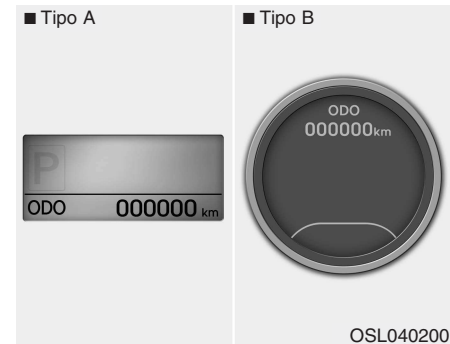 ■ Tipo A
P
ODO 000000 km
■ Tipo B
ODO
000000km
OSL040200